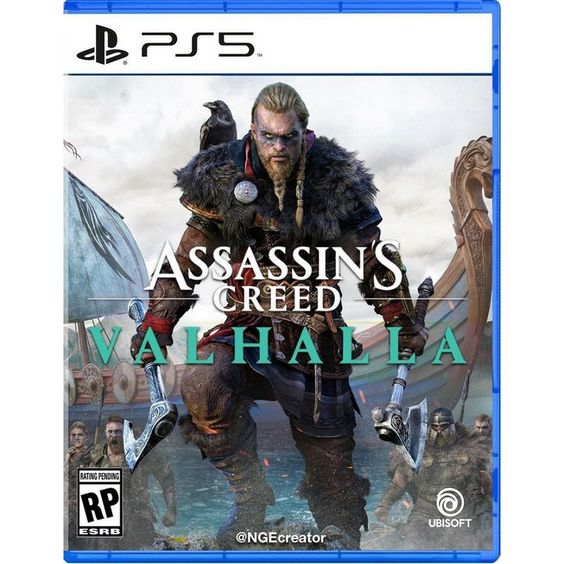 PS5
ASSASSIN'S
CREED
VALHALLA
RATING PENDING
RP
ESRB
UBISOFT
@NGEcreator